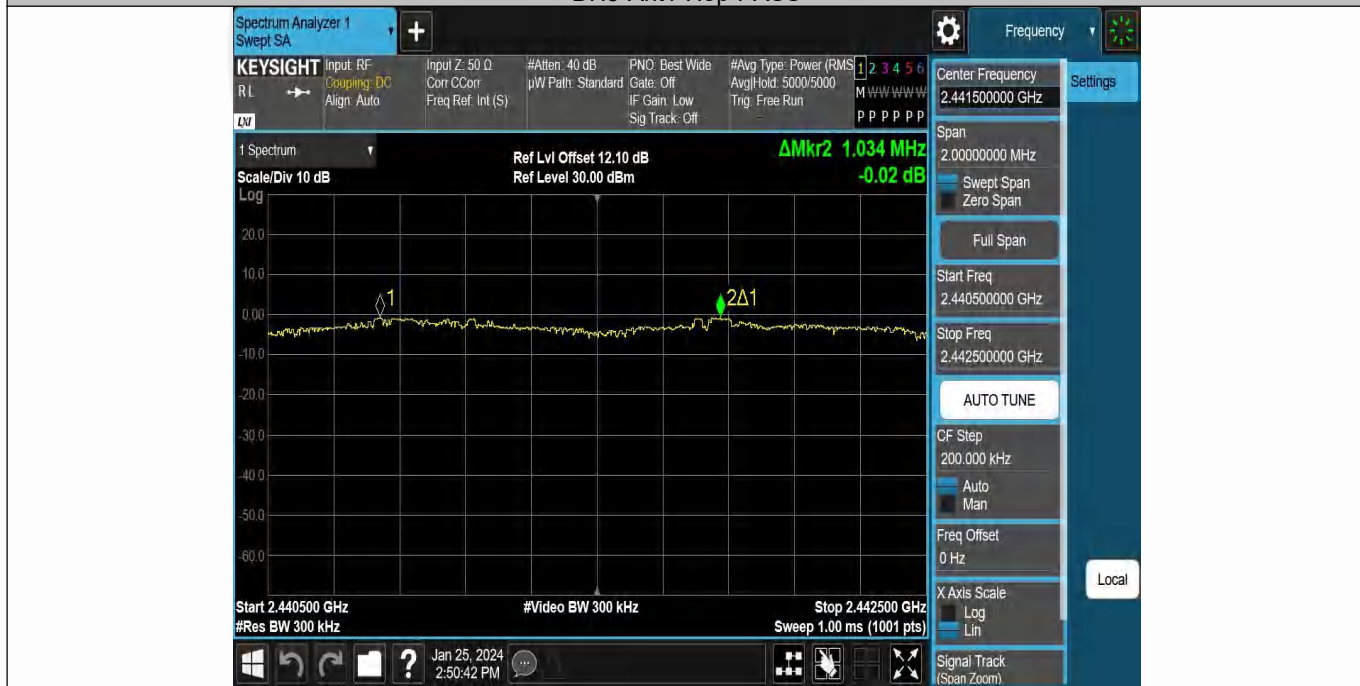 Spectrum Analyzer 1
Swept SA
+
Frequency
KEYSIGHT
RL
LXI
Input: RF
Coupling: DC
Align: Auto
Input Z: 50 Ω
Corr CCorr
Freq Ref: Int (S)
#Atten: 40 dB
µW Path: Standard
PNO: Best Wide
Gate: Off
IF Gain: Low
Sig Track: Off
#Avg Type: Power (RMS
Avg|Hold: 5000/5000
Trig: Free Run
1 2 3 4 5 6
M W W W W W
P P P P P P
Center Frequency
2.441500000 GHz
Settings
1 Spectrum
Scale/Div 10 dB
Ref Lvl Offset 12.10 dB
Ref Level 30.00 dBm
ΔMkr2 1.034 MHz
-0.02 dB
Span
2.00000000 MHz
Swept Span
Zero Span
Full Span
Start Freq
2.440500000 GHz
Stop Freq
2.442500000 GHz
AUTO TUNE
CF Step
200.000 kHz
Auto
Man
Freq Offset
0 Hz
X Axis Scale
Log
Lin
Signal Track
(Span Zoom)
Local
Log
20.0
10.0
0.00
-10.0
-20.0
-30.0
-40.0
-50.0
-60.0
1
2Δ1
Start 2.440500 GHz
#Res BW 300 kHz
#Video BW 300 kHz
Stop 2.442500 GHz
Sweep 1.00 ms (1001 pts)
?
Jan 25, 2024
2:50:42 PM